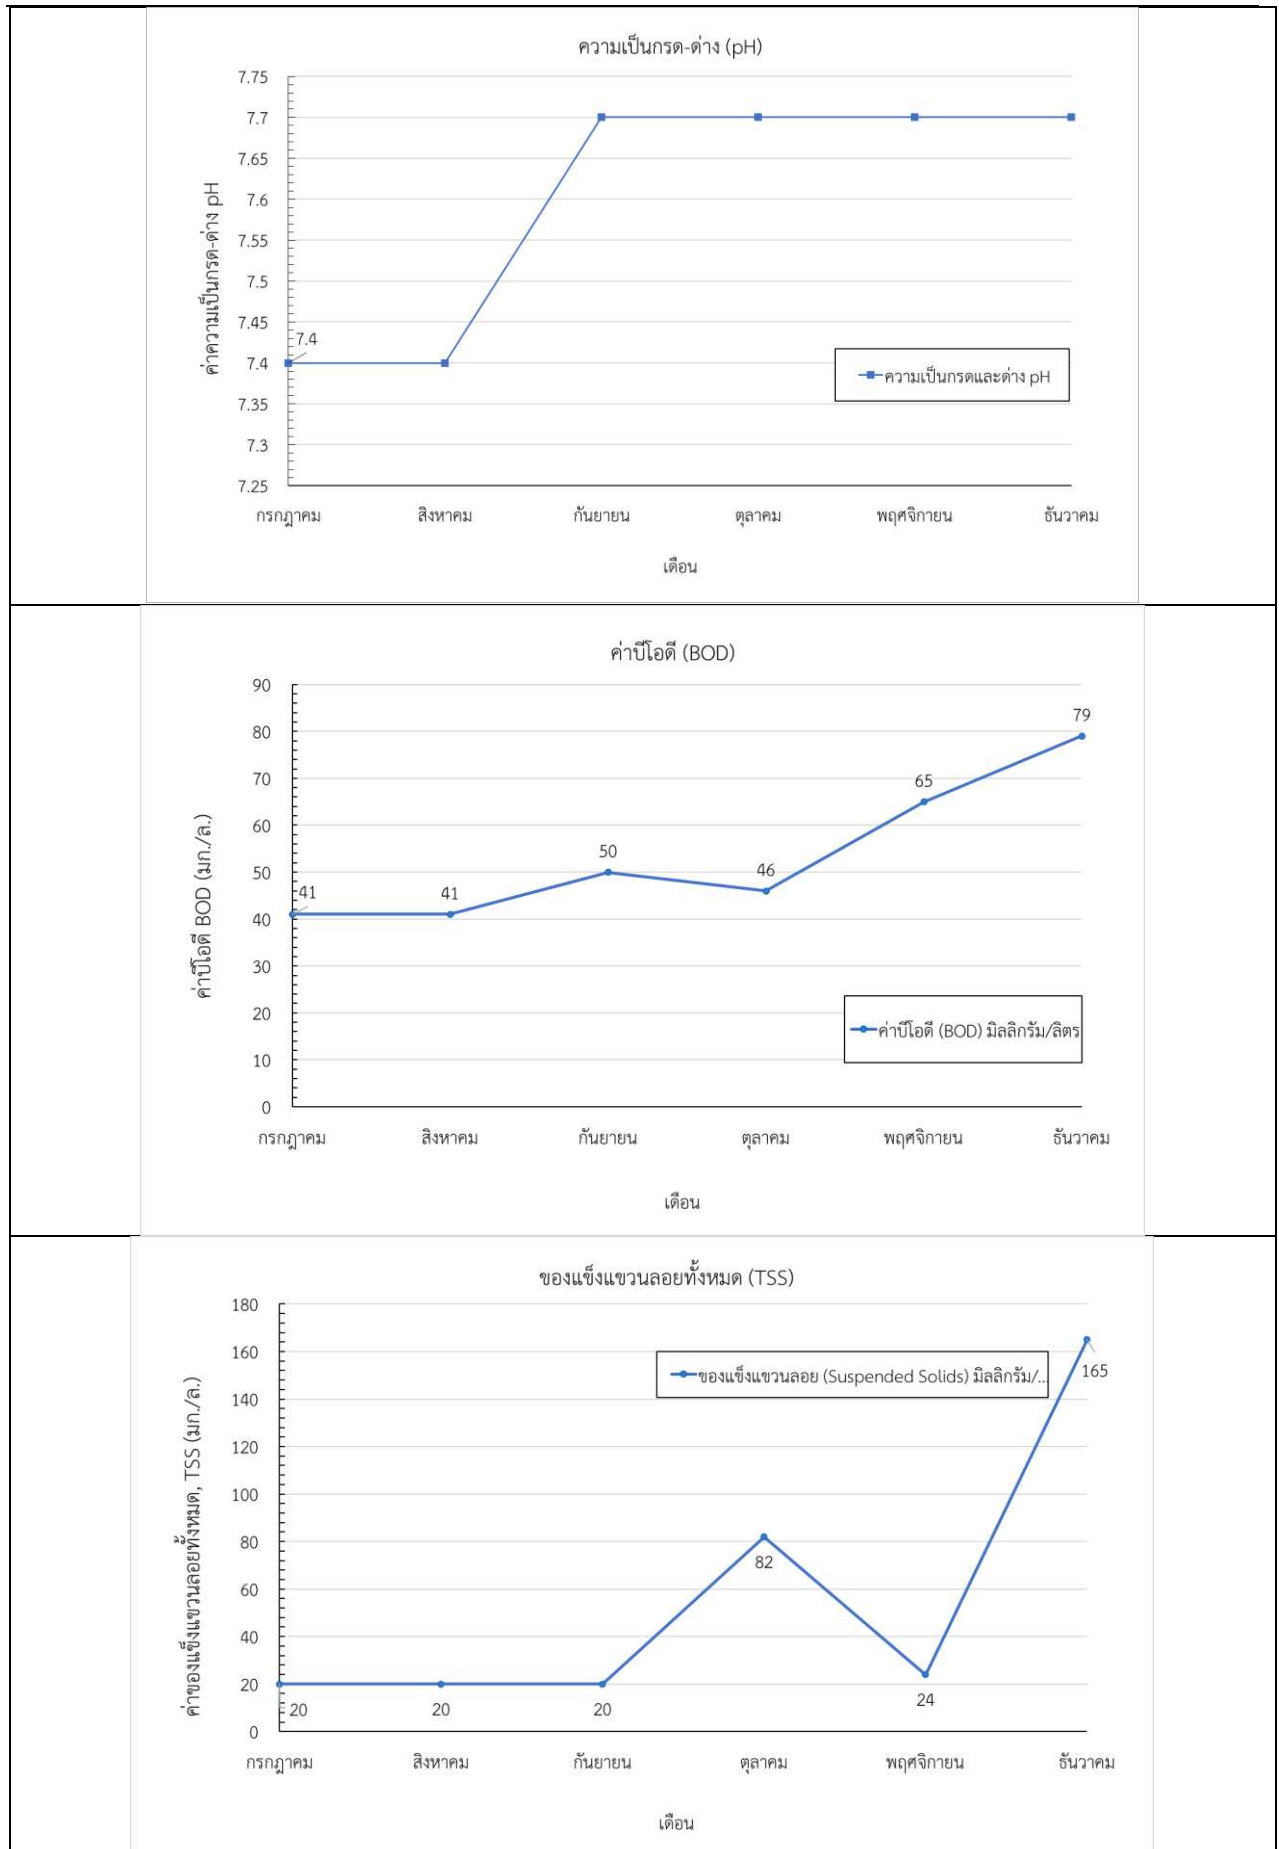 ความเป็นกรด-ด่าง (pH)
7.75
7.7
7.65
7.6
7.55
7.5
7.45
7.4
7.35
7.3
7.25
ค่าความเป็นกรด-ด่าง pH
7.4
ความเป็นกรดและด่าง pH
กรกฎาคม สิงหาคม กันยายน ตุลาคม พฤศจิกายน ธันวาคม
เดือน
ค่าบีโอดี (BOD)
90
80
70
60
50
40
30
20
10
0
ค่าบีโอดี BOD (มก./ล.)
41 41 50 46 65 79
ค่าบีโอดี (BOD) มิลลิกรัม/ลิตร
กรกฎาคม สิงหาคม กันยายน ตุลาคม พฤศจิกายน ธันวาคม
เดือน
ของแข็งแขวนลอยทั้งหมด (TSS)
180
160
140
120
100
80
60
40
20
0
ค่าของแข็งแขวนลอยทั้งหมด, TSS (มก./ล.)
ของแข็งแขวนลอย (Suspended Solids) มิลลิกรัม/...
20 20 20 82 24 165
กรกฎาคม สิงหาคม กันยายน ตุลาคม พฤศจิกายน ธันวาคม
เดือน